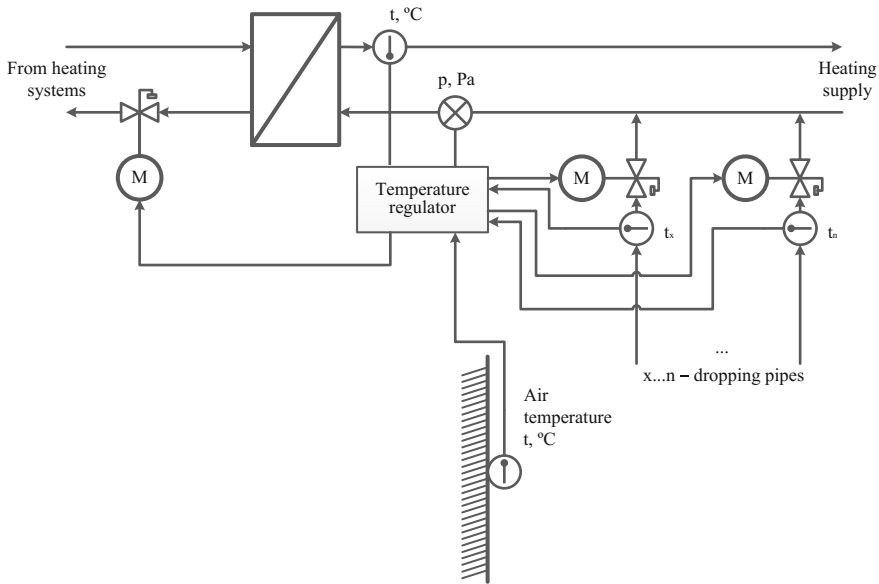 t, ºC
From heating
systems
p, Pa
Heating
supply
M
Temperature
regulator
M
M
tₓ
tₙ
...
x...n – dropping pipes
Air
temperature
t, ºC